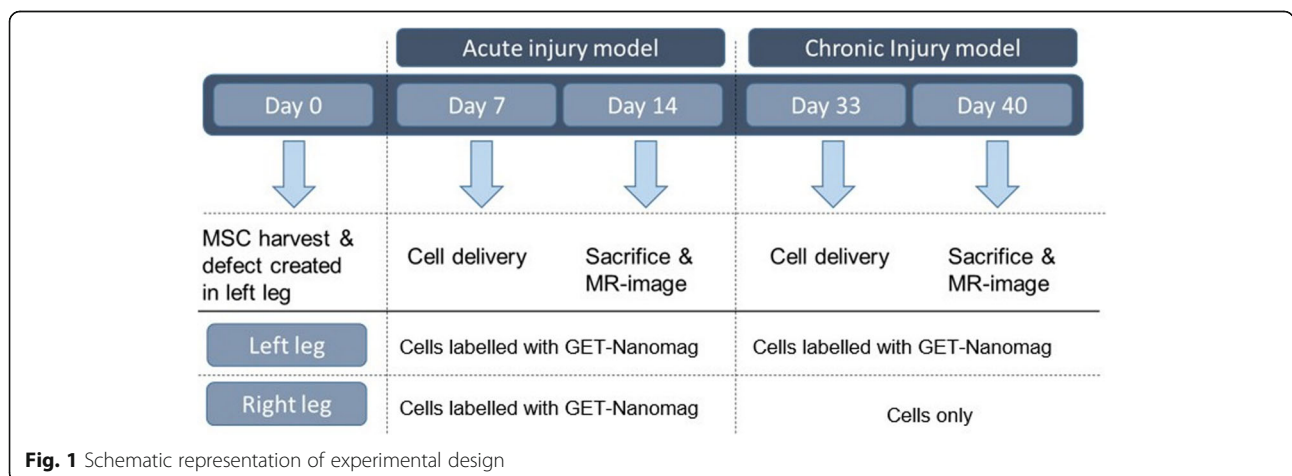 Acute injury model Chronic Injury model
Day 0 Day 7 Day 14 Day 33 Day 40
MSC harvest &
defect created
in left leg
Cell delivery
Sacrifice &
MR-image
Cell delivery
Sacrifice &
MR-image
Left leg Cells labelled with GET-Nanomag Cells labelled with GET-Nanomag
Right leg Cells labelled with GET-Nanomag Cells only
Fig. 1 Schematic representation of experimental design